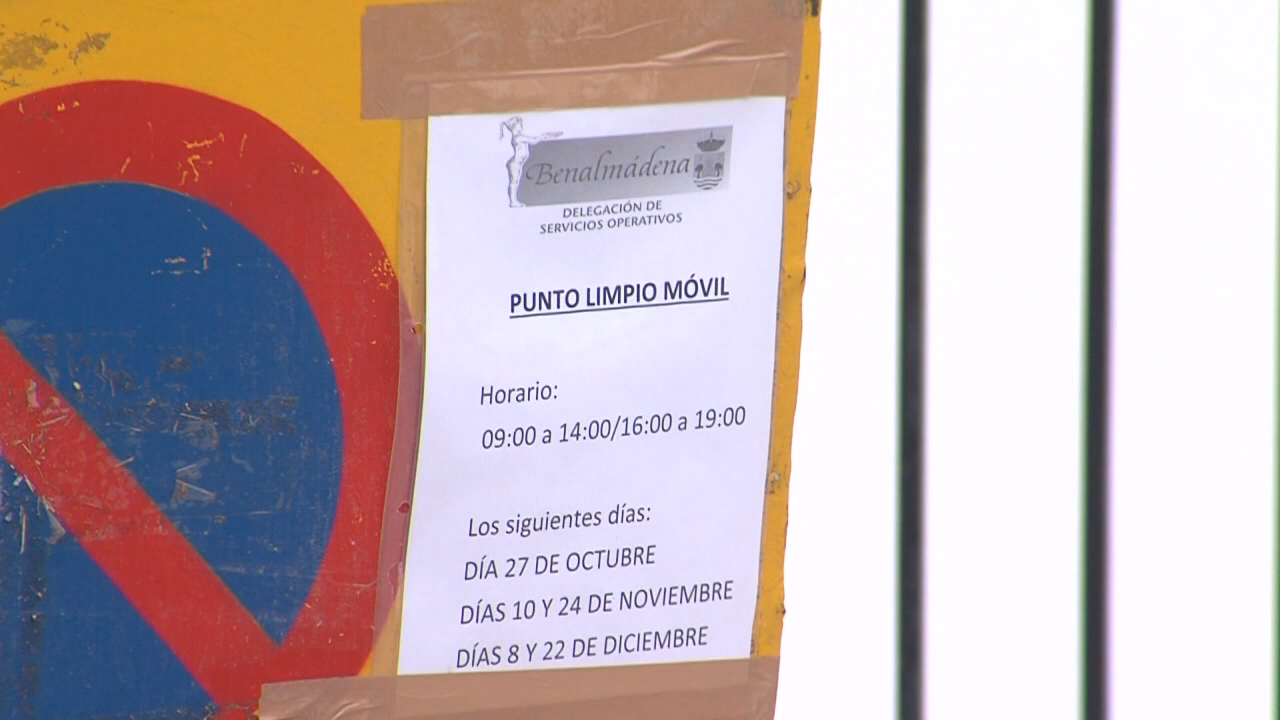 Benalmádena
DELEGACIÓN DE
SERVICIOS OPERATIVOS
PUNTO LIMPIO MÓVIL
Horario:
09:00 a 14:00/16:00 a 19:00
Los siguientes días:
DÍA 27 DE OCTUBRE
DÍAS 10 Y 24 DE NOVIEMBRE
DÍAS 8 Y 22 DE DICIEMBRE